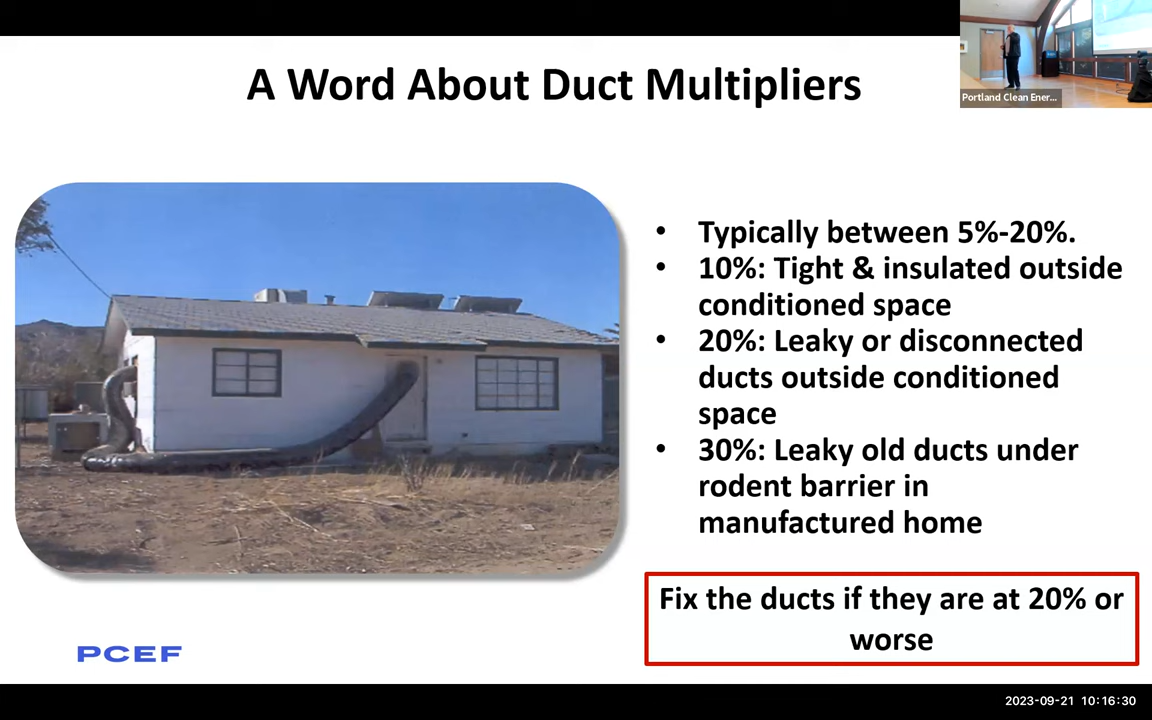 A Word About Duct Multipliers
Portland Clean Ener...
• Typically between 5%-20%.
• 10%: Tight & insulated outside
conditioned space
• 20%: Leaky or disconnected
ducts outside conditioned
space
• 30%: Leaky old ducts under
rodent barrier in
manufactured home
Fix the ducts if they are at 20% or
worse
PCEF
2023-09-21 10:16:30